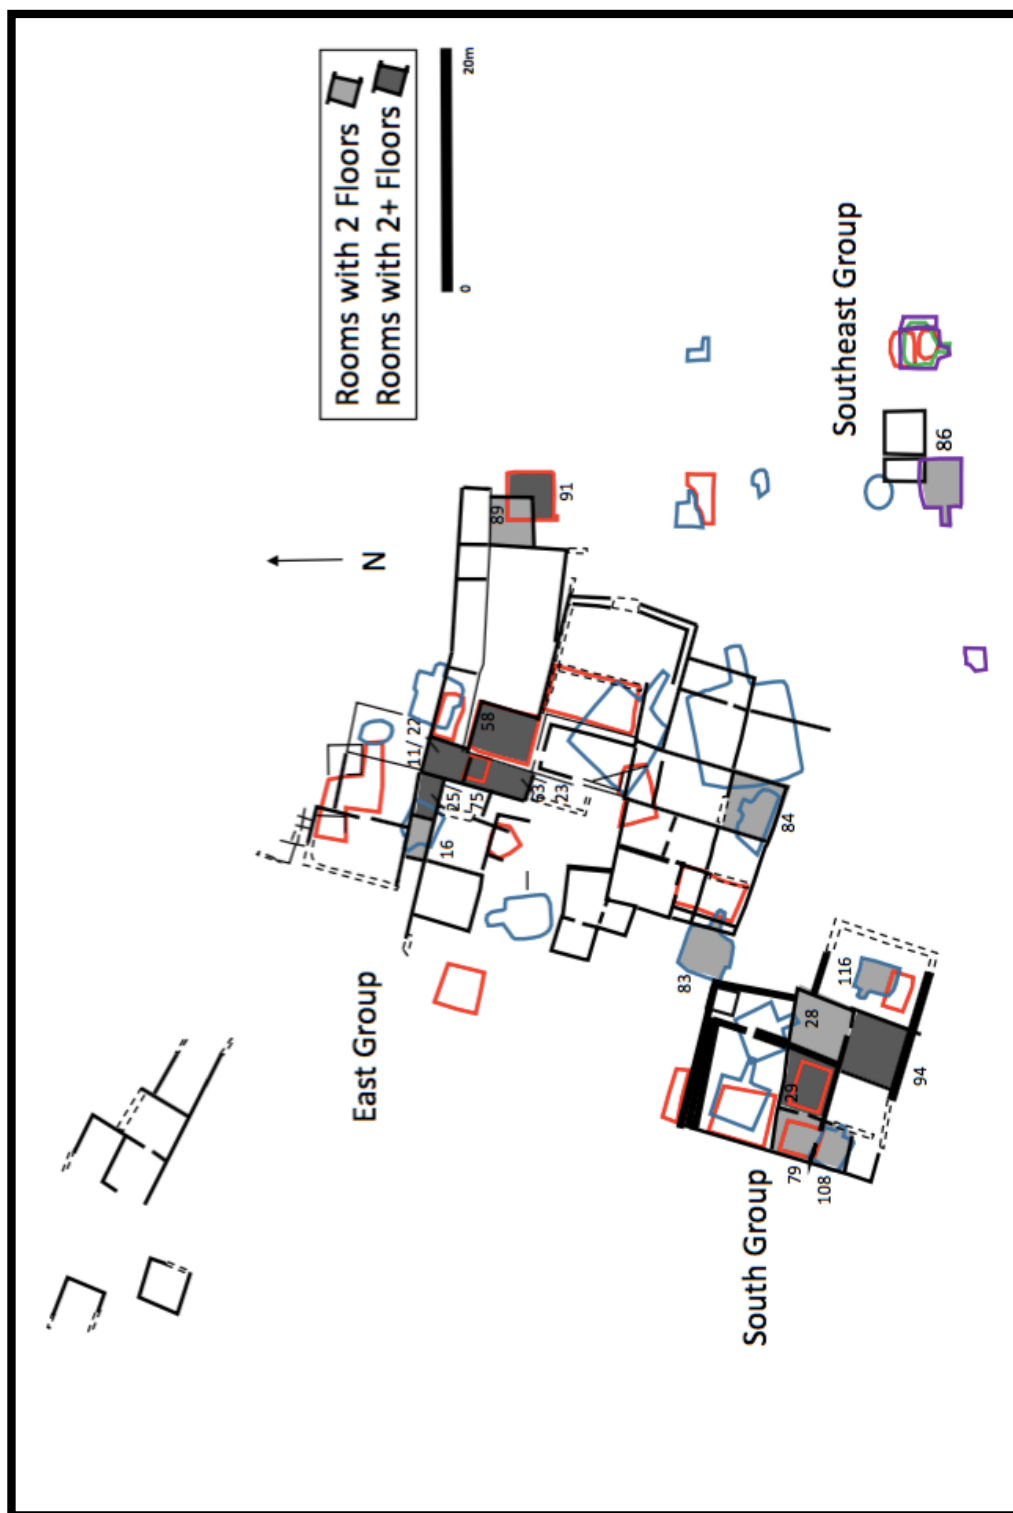 Rooms with 2 Floors
Rooms with 2+ Floors
0
20m
N
Southeast Group
86
91
89
58
11/ 22
25/
75
63/
23
16
East Group
84
83
116
28
29
94
79
108
South Group